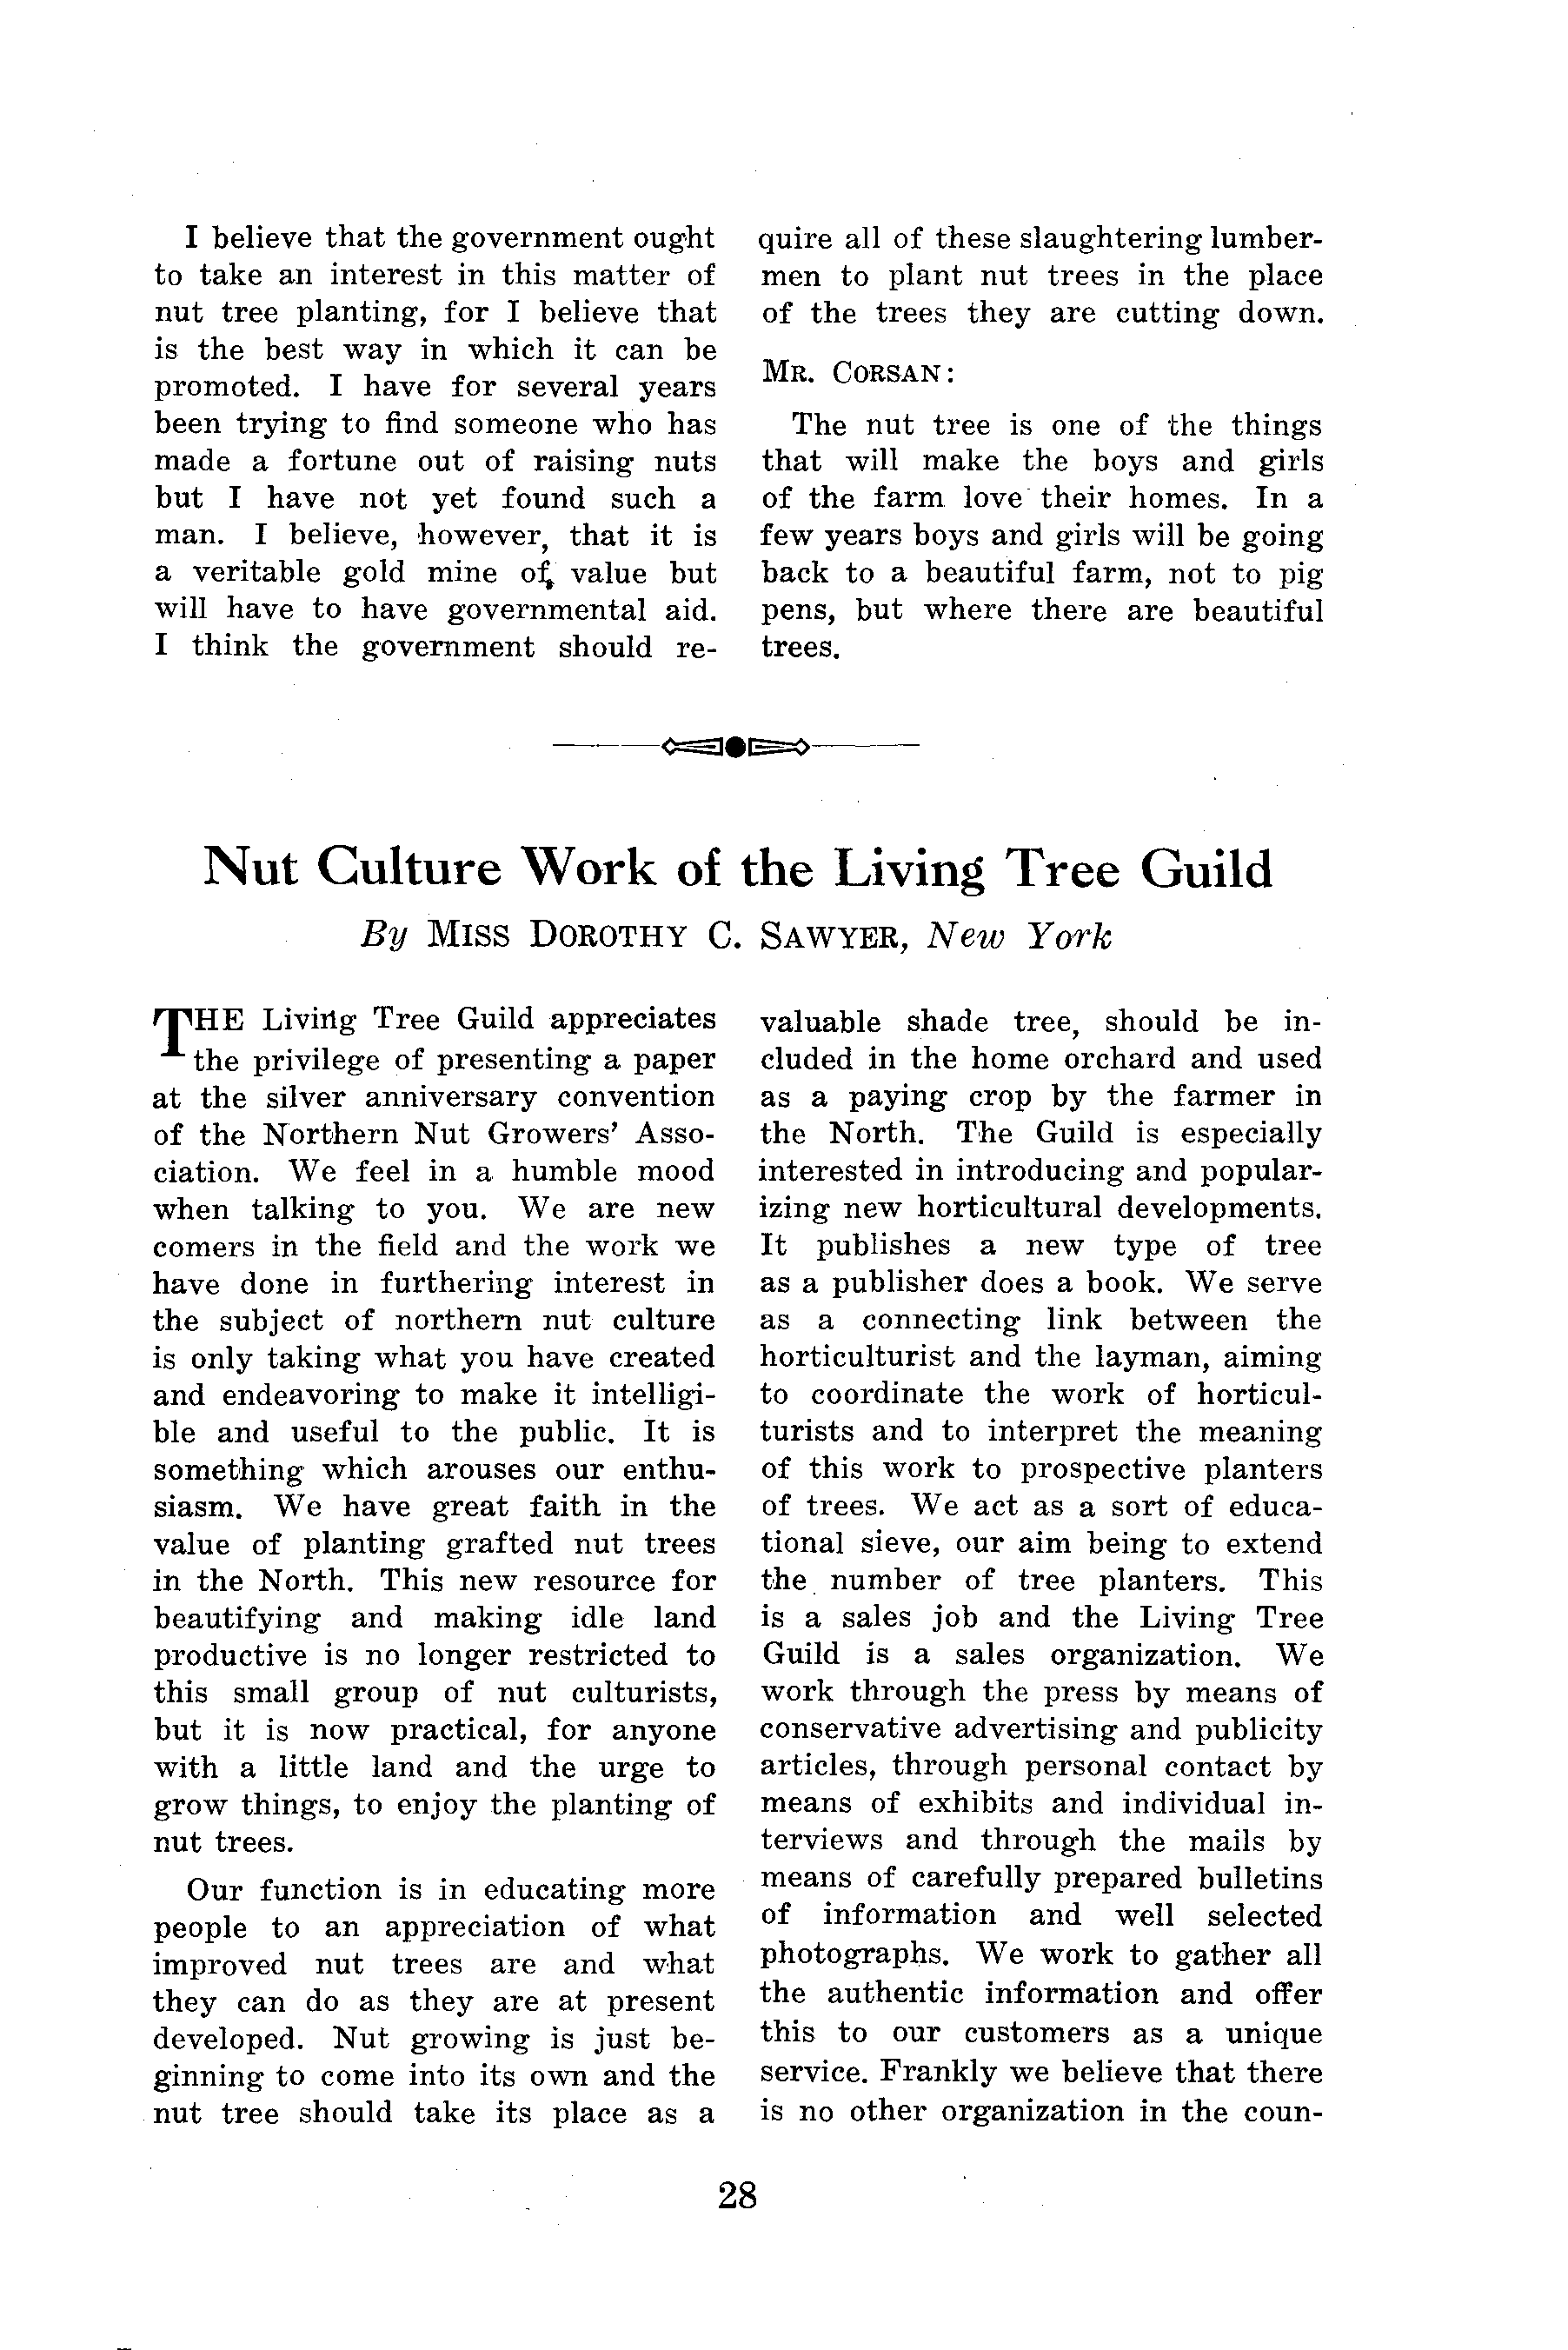 I believe that the government ought
to take an interest in this matter of
nut tree planting, for I believe that
is the best way in which it can be
promoted. I have for several years
been trying to find someone who has
made a fortune out of raising nuts
but I have not yet found such a
man. I believe, however, that it is
a veritable gold mine of value but
will have to have governmental aid.
I think the government should re-
quire all of these slaughtering lumber-
men to plant nut trees in the place
of the trees they are cutting down.
MR. CORSAN:
The nut tree is one of the things
that will make the boys and girls
of the farm love their homes. In a
few years boys and girls will be going
back to a beautiful farm, not to pig
pens, but where there are beautiful
trees.
Nut Culture Work of the Living Tree Guild
By MISS DOROTHY C. SAWYER, New York
THE Living Tree Guild appreciates
the privilege of presenting a paper
at the silver anniversary convention
of the Northern Nut Growers' Asso-
ciation. We feel in a humble mood
when talking to you. We are new
comers in the field and the work we
have done in furthering interest in
the subject of northern nut culture
is only taking what you have created
and endeavoring to make it intelligi-
ble and useful to the public. It is
something which arouses our enthu-
siasm. We have great faith in the
value of planting grafted nut trees
in the North. This new resource for
beautifying and making idle land
productive is no longer restricted to
this small group of nut culturists,
but it is now practical, for anyone
with a little land and the urge to
grow things, to enjoy the planting of
nut trees.
Our function is in educating more
people to an appreciation of what
improved nut trees are and what
they can do as they are at present
developed. Nut growing is just be-
ginning to come into its own and the
nut tree should take its place as a
valuable shade tree, should be in-
cluded in the home orchard and used
as a paying crop by the farmer in
the North. The Guild is especially
interested in introducing and popular-
izing new horticultural developments.
It publishes a new type of tree
as a publisher does a book. We serve
as a connecting link between the
horticulturist and the layman, aiming
to coordinate the work of horticul-
turists and to interpret the meaning
of this work to prospective planters
of trees. We act as a sort of educa-
tional sieve, our aim being to extend
the number of tree planters. This
is a sales job and the Living Tree
Guild is a sales organization. We
work through the press by means of
conservative advertising and publicity
articles, through personal contact by
means of exhibits and individual in-
terviews and through the mails by
means of carefully prepared bulletins
of information and well selected
photographs. We work to gather all
the authentic information and offer
this to our customers as a unique
service. Frankly we believe that there
is no other organization in the coun-
28